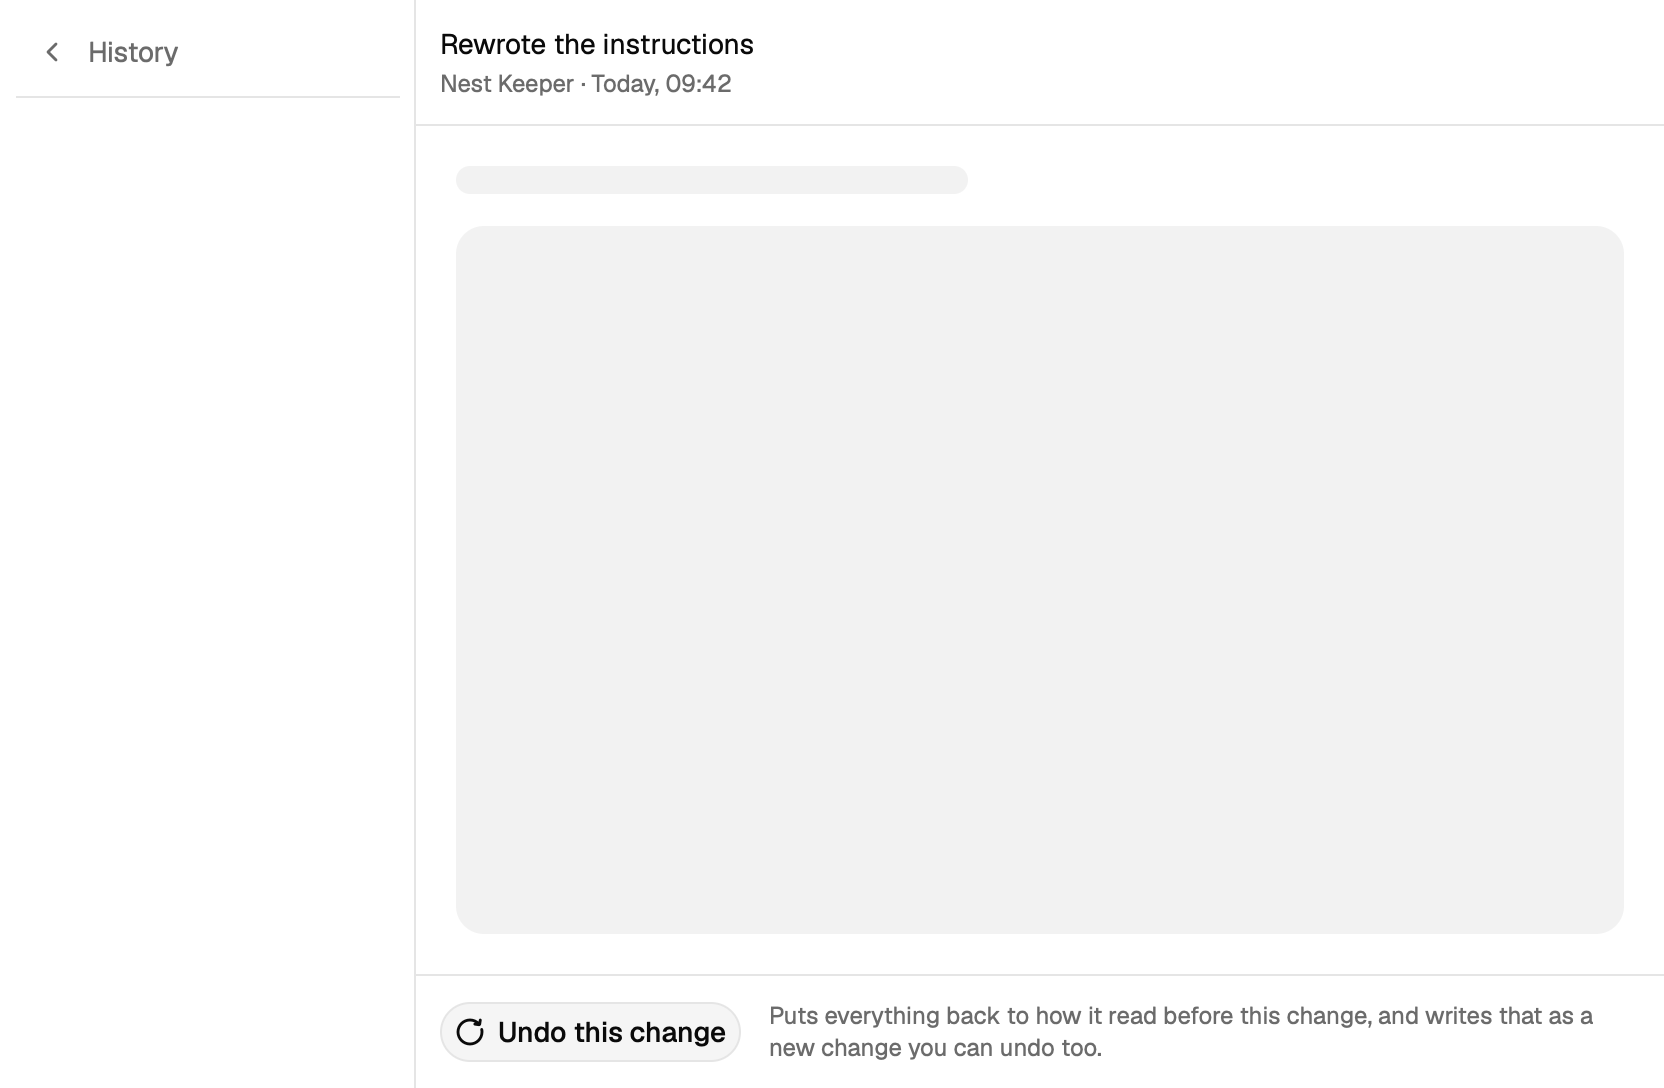 History
Rewrote the instructions
Nest Keeper · Today, 09:42
Undo this change
Puts everything back to how it read before this change, and writes that as a
new change you can undo too.